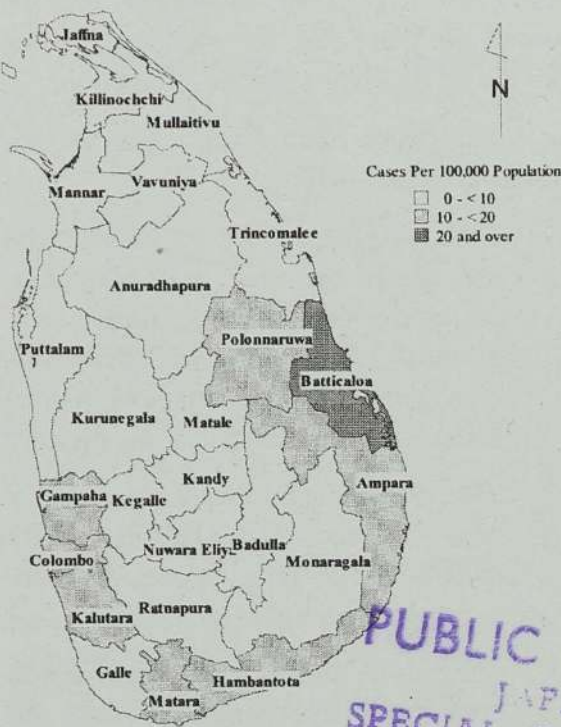 Jaffna
N
Killinochchi
Mullaitivu
Cases Per 100,000 Population
0 - <10
10 - <20
20 and over
Mannar
Vavuniya
Trincomalee
Anuradhapura
Polonnaruwa
Puttalam
Batticaloa
Kurunegala
Matale
Kandy
Ampara
Gampaha
Kegalle
Nuwara Eliy
Badulla
Colombo
Monaragala
Ratnapura
Kalutara
PUBLIC
Galle
Hambantota
Matara